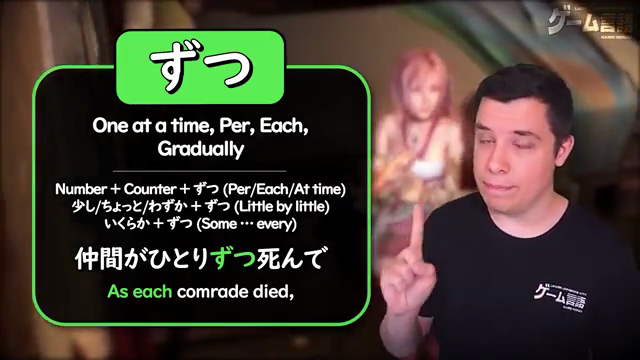 ずつ
One at a time, Per, Each,
Gradually
Number + Counter + ずつ (Per/Each/At time)
少し/ちょっと/わずか + ずつ (Little by little)
いくらか + ずつ (Some … every)
仲間がひとりずつ死んで
As each comrade died,
ゲーム言語
ゲーム言語